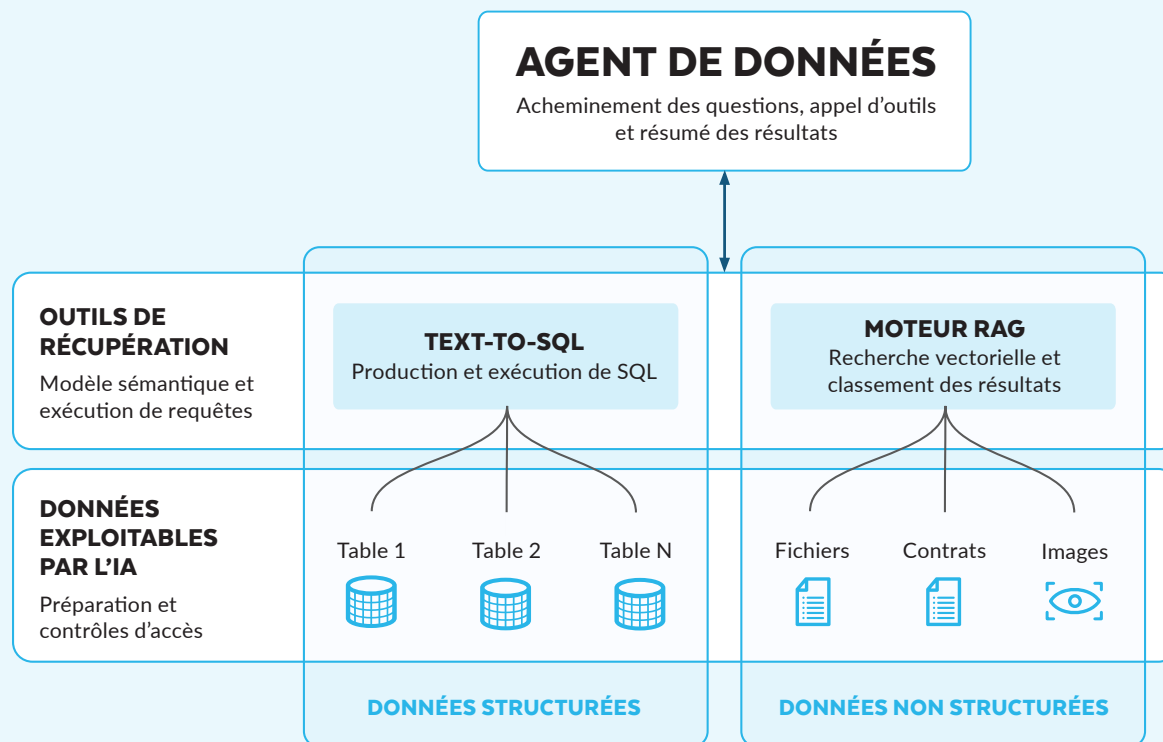 AGENT DE DONNÉES
Acheminement des questions, appel d’outils
et résumé des résultats
OUTILS DE
RÉCUPÉRATION
Modèle sémantique et
exécution de requêtes
TEXT-TO-SQL
Production et exécution de SQL
MOTEUR RAG
Recherche vectorielle et
classement des résultats
DONNÉES
EXPLOITABLES
PAR L’IA
Préparation et
contrôles d’accès
Table 1
Table 2
Table N
Fichiers
Contrats
Images
DONNÉES STRUCTURÉES
DONNÉES NON STRUCTURÉES